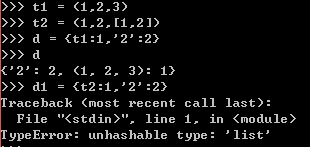 >>> t1 = (1,2,3)
>>> t2 = (1,2,[1,2])
>>> d = {t1:1,'2':2}
>>> d
{'2': 2, (1, 2, 3): 1}
>>> d1 = {t2:1,'2':2}
Traceback (most recent call last):
  File "<stdin>", line 1, in <module>
TypeError: unhashable type: 'list'